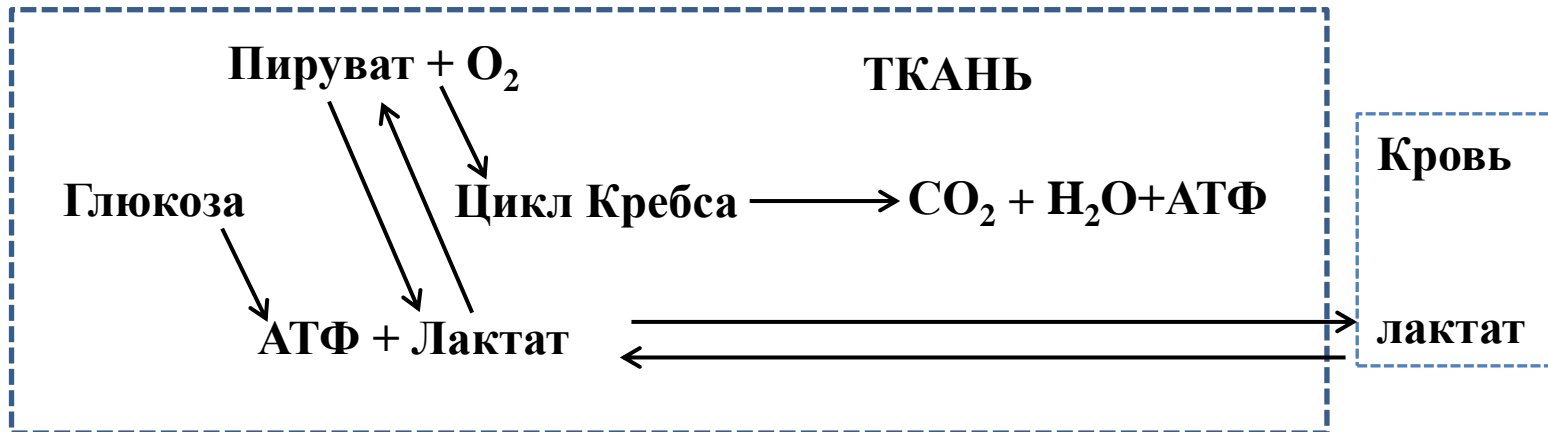 Пируват + O₂
ТКАНЬ
Кровь
Глюкоза
Цикл Кребса
CO₂ + H₂O+АТФ
АТФ + Лактат
лактат